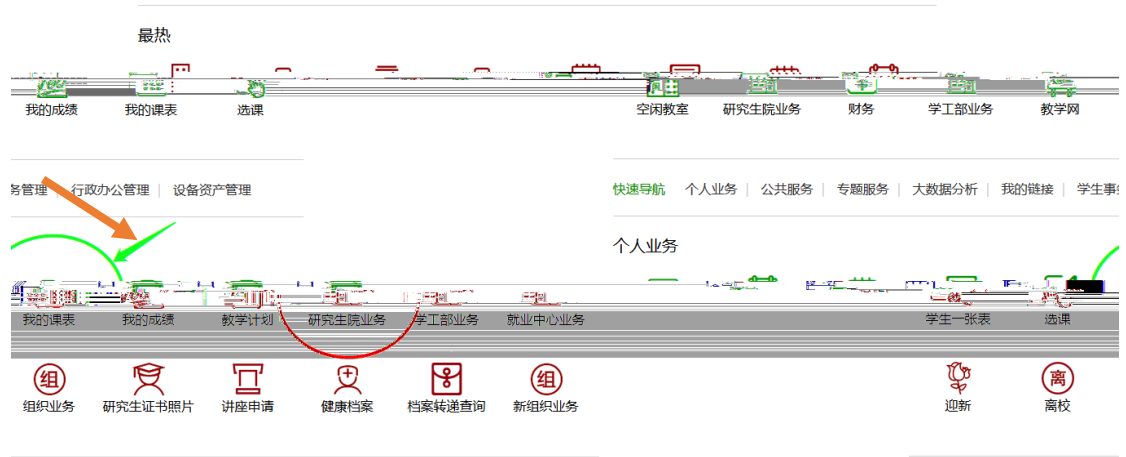 最热
我的成绩 我的课表 选课 空闲教室 研究生院业务 财务 学工部业务 教学网
务管理 | 行政办公管理 | 设备资产管理 快速导航 个人业务 | 公共服务 | 专题服务 | 大数据分析 | 我的链接 | 学生事
个人业务
我的课表 我的成绩 教学计划 研究生院业务 学工部业务 就业中心业务 学生一张表 选课
组 组 离
组织业务 研究生证书照片 讲座申请 健康档案 档案转递查询 新组织业务 迎新 离校